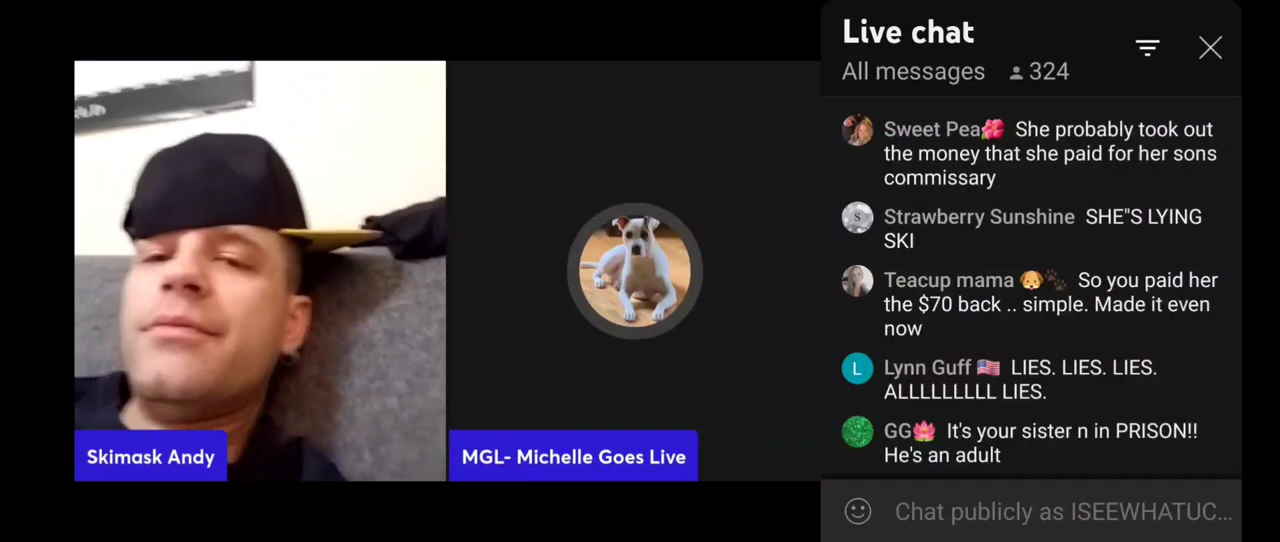 Skimask Andy
MGL- Michelle Goes Live
Live chat
All messages 324
Sweet Pea🌺 She probably took out
the money that she paid for her sons
commissary
S
Strawberry Sunshine SHE"S LYING
SKI
Teacup mama 🐶🐾 So you paid her
the $70 back .. simple. Made it even
now
L
Lynn Guff 🇺🇸 LIES. LIES. LIES.
ALLLLLLLLL LIES.
GG🪷 It's your sister n in PRISON!!
He's an adult
Chat publicly as ISEEWHATUC...